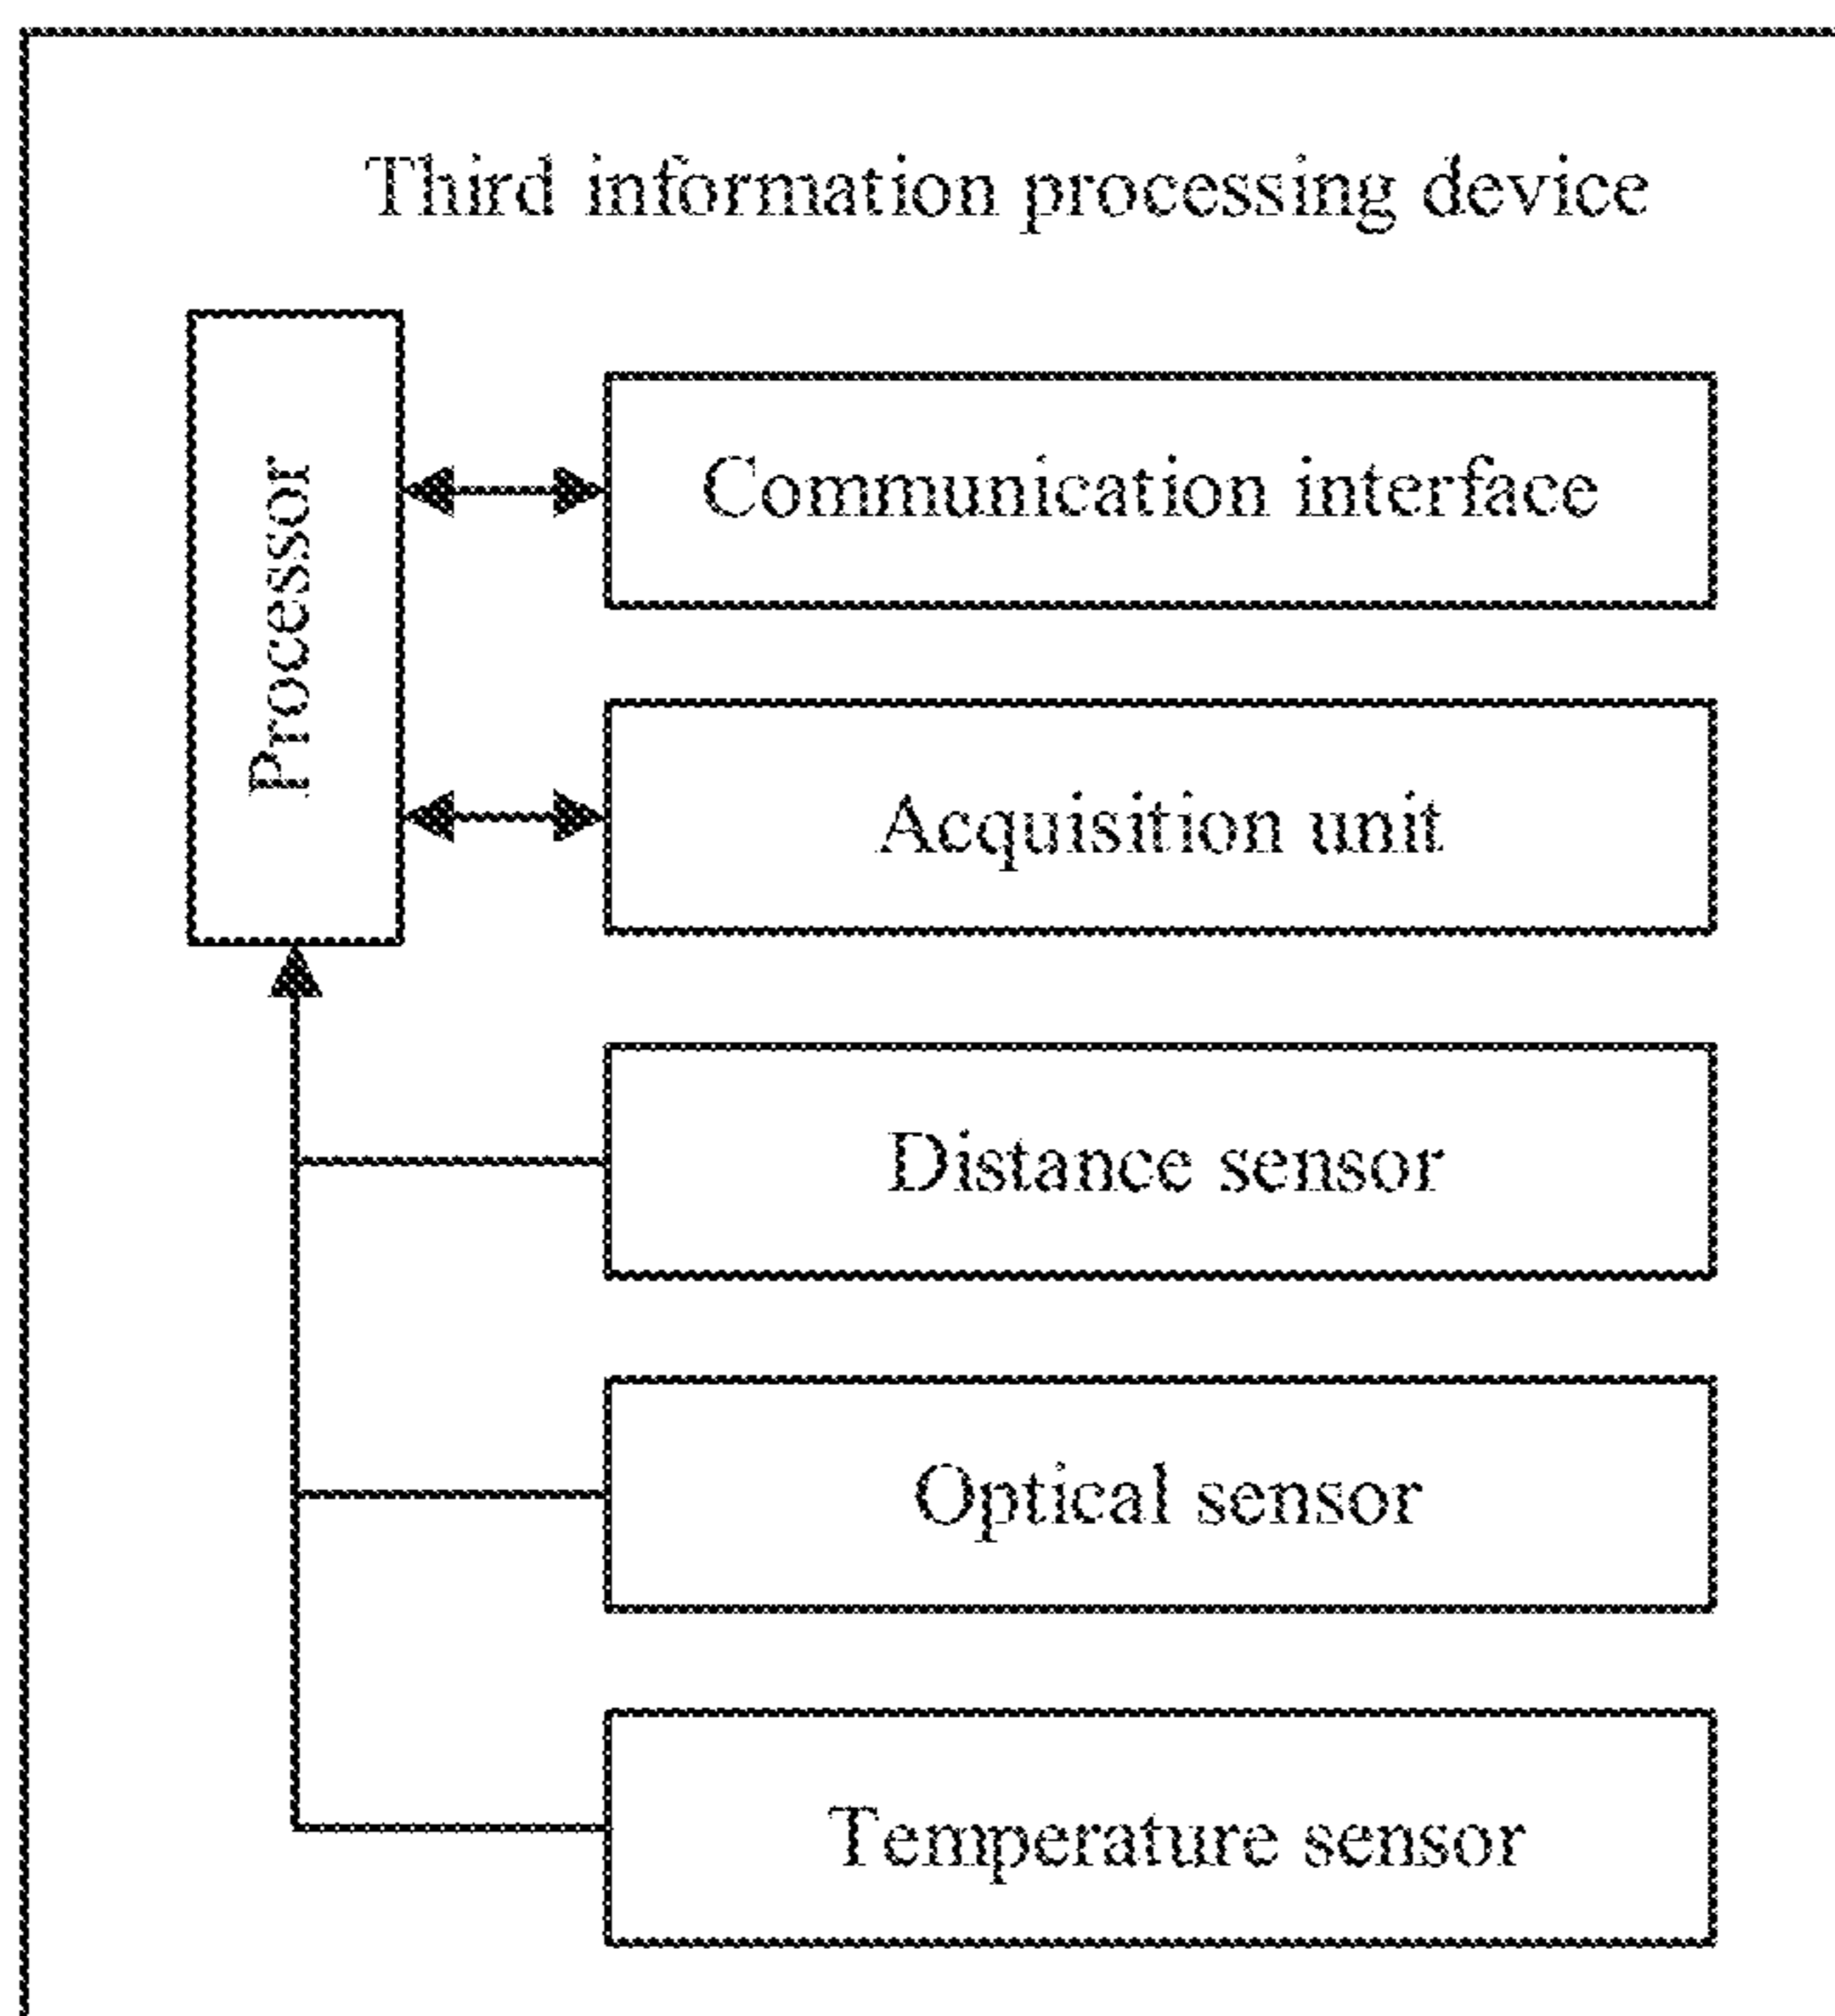 Third information processing device
Processor
Communication interface
Acquisition unit
Distance sensor
Optical sensor
Temperature sensor